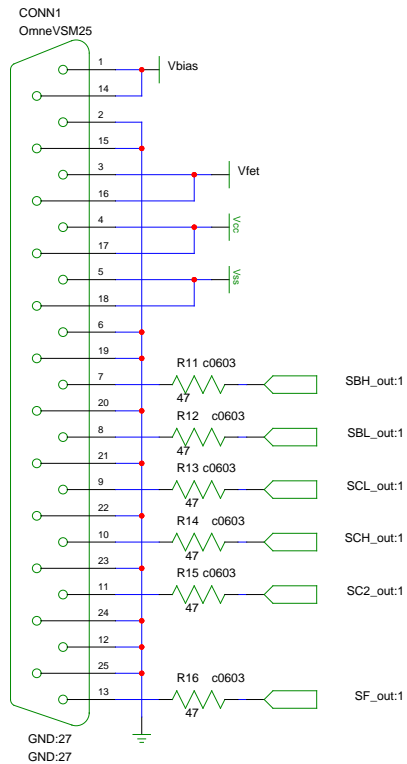 CONN1
OmneVSM25
1
Vbias
14
2
15
3
Vfet
16
4
Vcc
17
5
Vss
18
6
19
R11 c0603
7
SBH_out:1
47
20
R12 c0603
8
SBL_out:1
47
21
R13 c0603
9
SCL_out:1
47
22
R14 c0603
10
SCH_out:1
47
23
R15 c0603
11
SC2_out:1
47
24
12
25
R16 c0603
13
SF_out:1
47
GND:27
GND:27